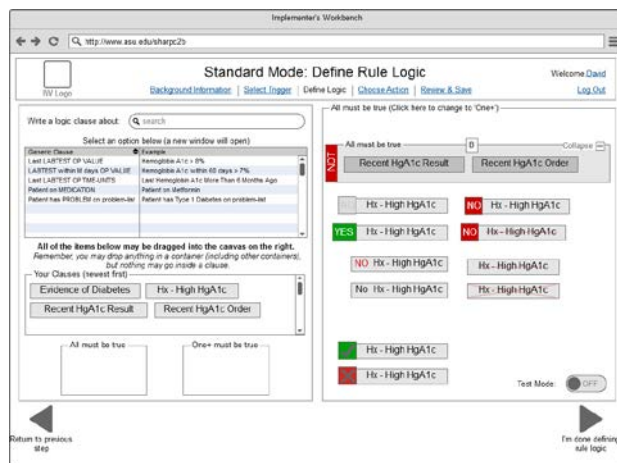 Implementer's Workbench
http://www.asu.edu/sharpc2b
IW Logo
Standard Mode: Define Rule Logic
Welcome David
Background Information | Select Trigger | Define Logic | Choose Action | Review & Save
Log Out
Write a logic clause about:
search
Select an option below (a new window will open)
Generic Clause
Example
Last LABTEST OP VALUE
Hemoglobin A1c > 8%
LABTEST within M days OP VALUE
Hemoglobin A1c within 60 days > 7%
Last LABTEST OP TIME-UNITS
Last Hemoglobin A1c More Than 6 Months Ago
Patient on MEDICATION
Patient on Metformin
Patient has PROBLEM on problem-list
Patient has Type 1 Diabetes on problem-list
All of the items below may be dragged into the canvas on the right.
Remember, you may drop anything in a container (including other containers),
but nothing may go inside a clause.
Your Clauses (newest first)
Evidence of Diabetes
Hx - High HgA1c
Recent HgA1c Result
Recent HgA1c Order
All must be true
One+ must be true
Return to previous
step
All must be true (Click here to change to 'One+')
NOT
All must be true
D
Collapse
Recent HgA1c Result
Recent HgA1c Order
Hx - High HgA1c
NO
Hx - High HgA1c
YES
Hx - High HgA1c
NO
Hx - High HgA1c
NO Hx - High HgA1c
Hx - High HgA1c
No Hx - High HgA1c
Hx - High HgA1c
Hx - High HgA1c
Hx - High HgA1c
Test Mode:
OFF
I'm done defining
rule logic